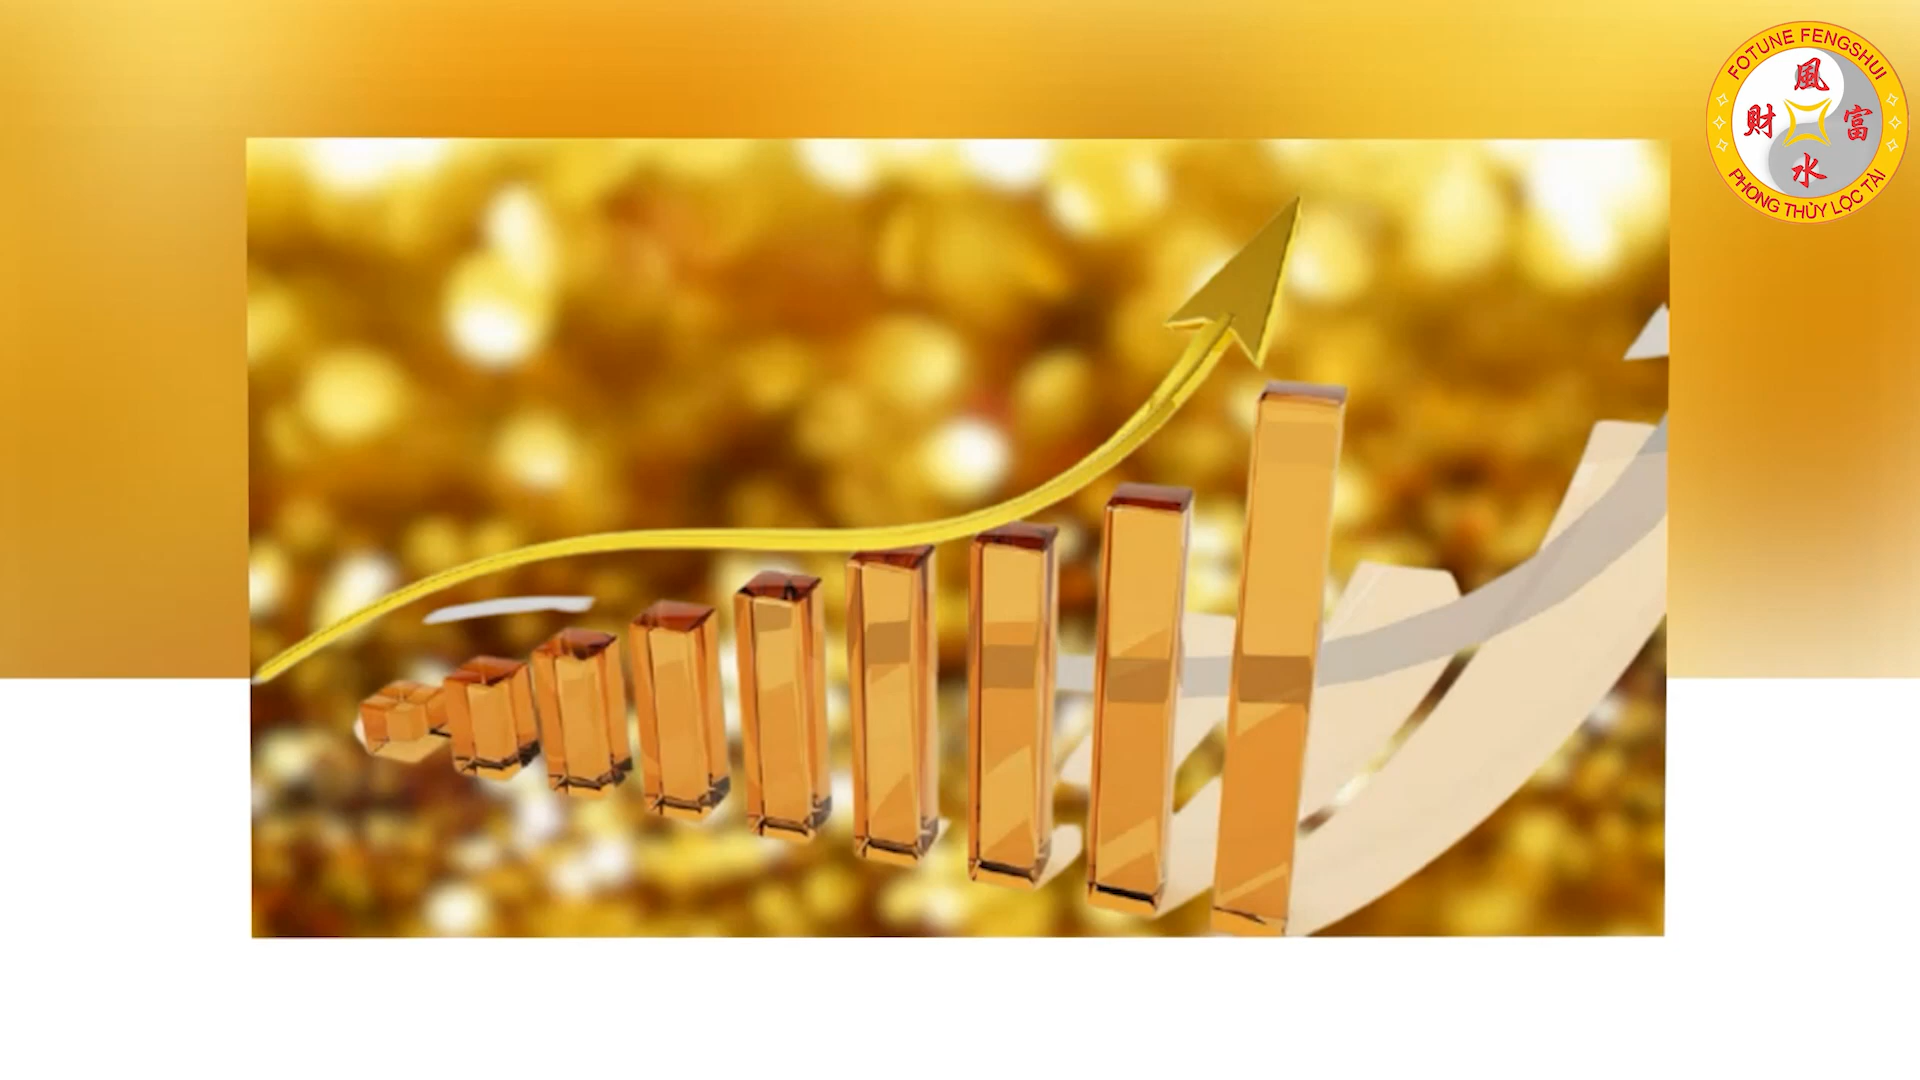 FOTUNE FENGSHUI
風
財 富
水
PHONG THỦY LỘC TÀI